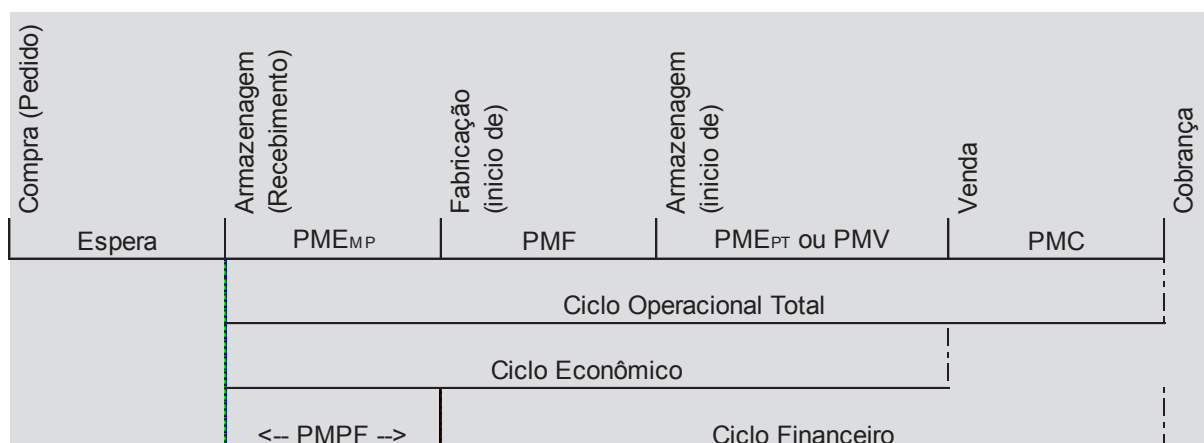 Compra (Pedido)
Armazenagem
(Recebimento)
Fabricação
(inicio de)
Armazenagem
(inicio de)
Venda
Cobrança
Espera
PMEMP
PMF
PMEPT ou PMV
PMC
Ciclo Operacional Total
Ciclo Econômico
<-- PMPF -->
Ciclo Financeiro